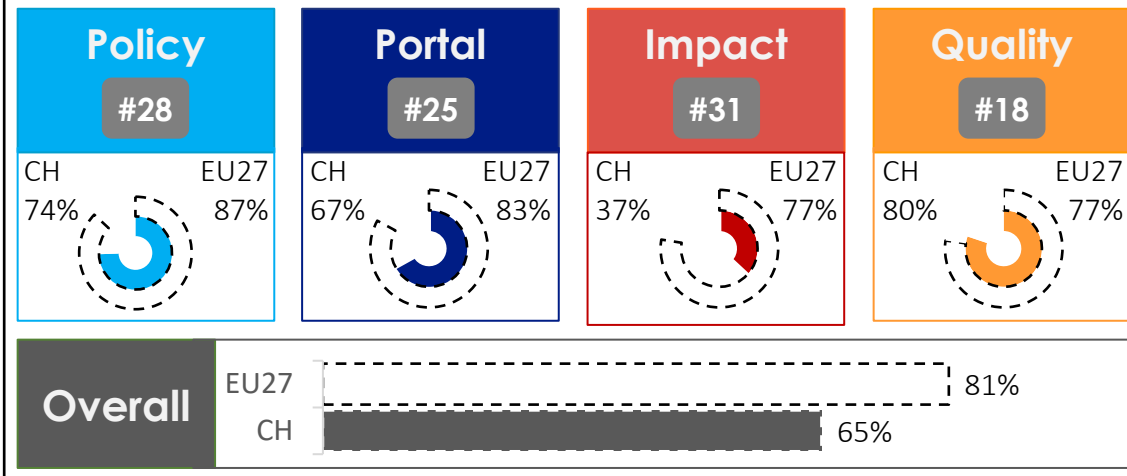 Policy
#28
CH EU27
74% 87%
Portal
#25
CH EU27
67% 83%
Impact
#31
CH EU27
37% 77%
Quality
#18
CH EU27
80% 77%
Overall
EU27 81%
CH 65%